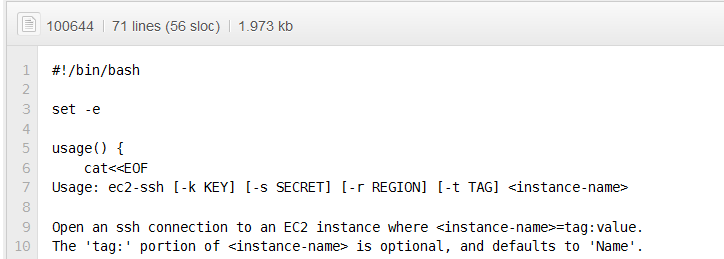 100644 71 lines (56 sloc) 1.973 kb
1 #!/bin/bash
2
3 set -e
4
5 usage() {
6     cat<<EOF
7 Usage: ec2-ssh [-k KEY] [-s SECRET] [-r REGION] [-t TAG] <instance-name>
8
9 Open an ssh connection to an EC2 instance where <instance-name>=tag:value.
10 The 'tag:' portion of <instance-name> is optional, and defaults to 'Name'.